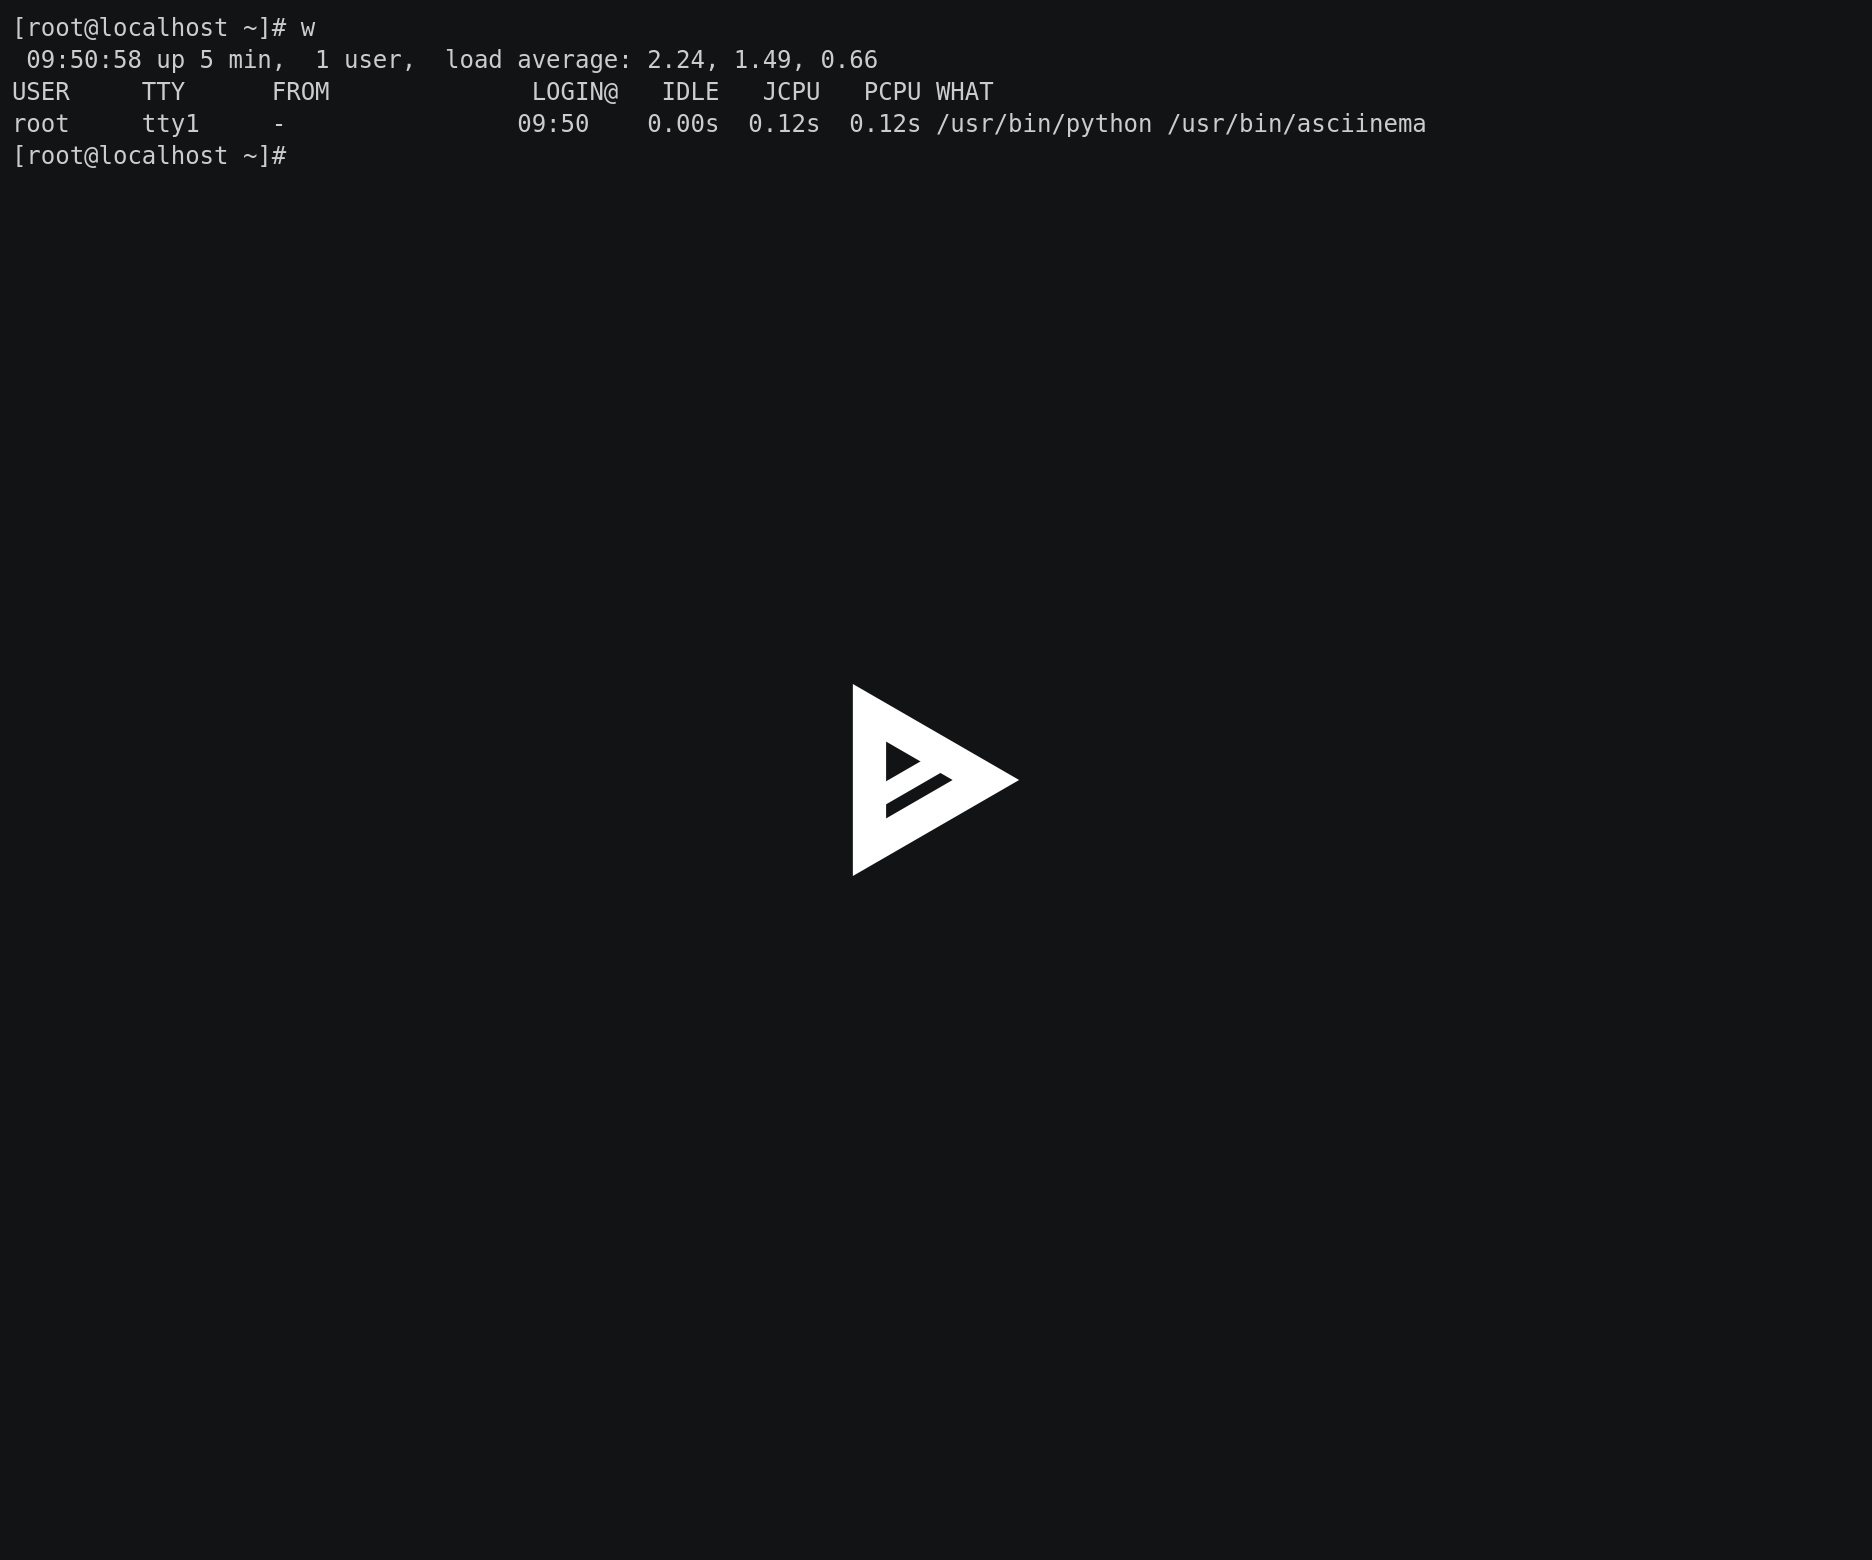 [root@localhost ~]# w
 09:50:58 up 5 min,  1 user,  load average: 2.24, 1.49, 0.66
USER     TTY      FROM              LOGIN@   IDLE   JCPU   PCPU WHAT
root     tty1     -                09:50    0.00s  0.12s  0.12s /usr/bin/python /usr/bin/asciinema
[root@localhost ~]#